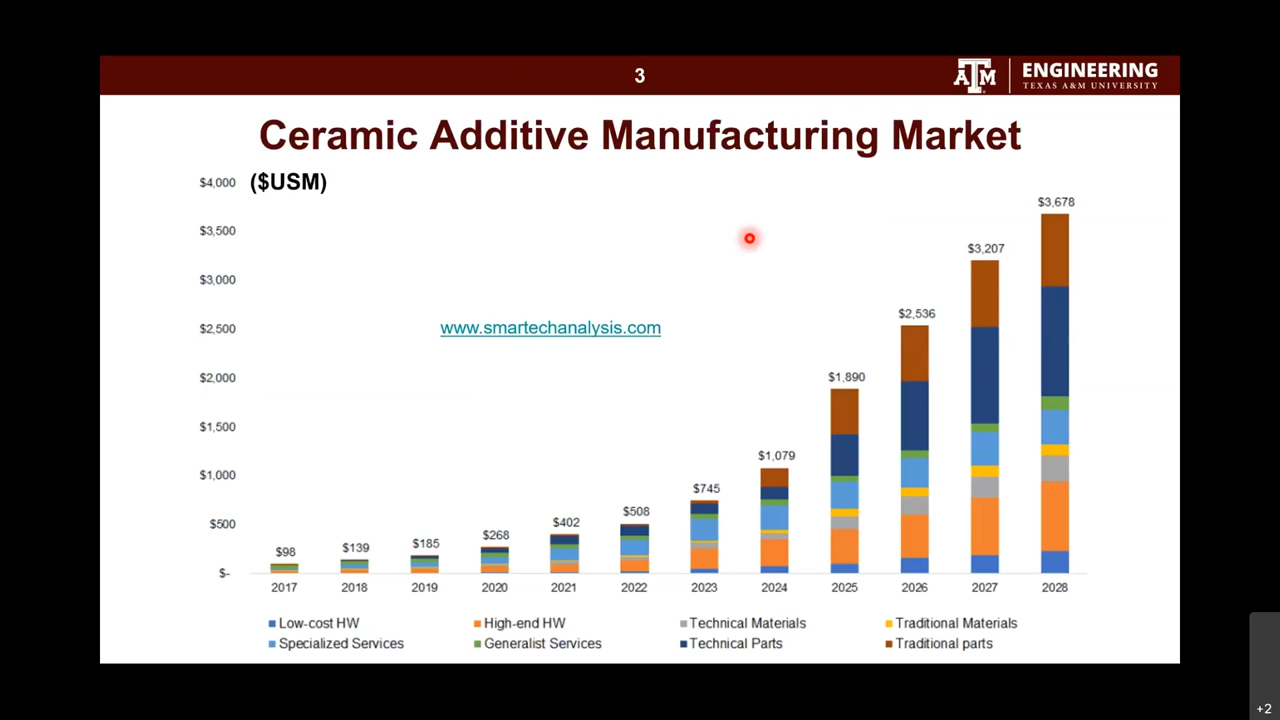 3
ATM ENGINEERING
TEXAS A&M UNIVERSITY
Ceramic Additive Manufacturing Market
($USM)
$4,000
$3,500
$3,000
$2,500
$2,000
$1,500
$1,000
$500
$-
www.smartechanalysis.com
$98
$139
$185
$268
$402
$508
$745
$1,079
$1,890
$2,536
$3,207
$3,678
2017 2018 2019 2020 2021 2022 2023 2024 2025 2026 2027 2028
Low-cost HW High-end HW Technical Materials Traditional Materials
Specialized Services Generalist Services Technical Parts Traditional parts
+2